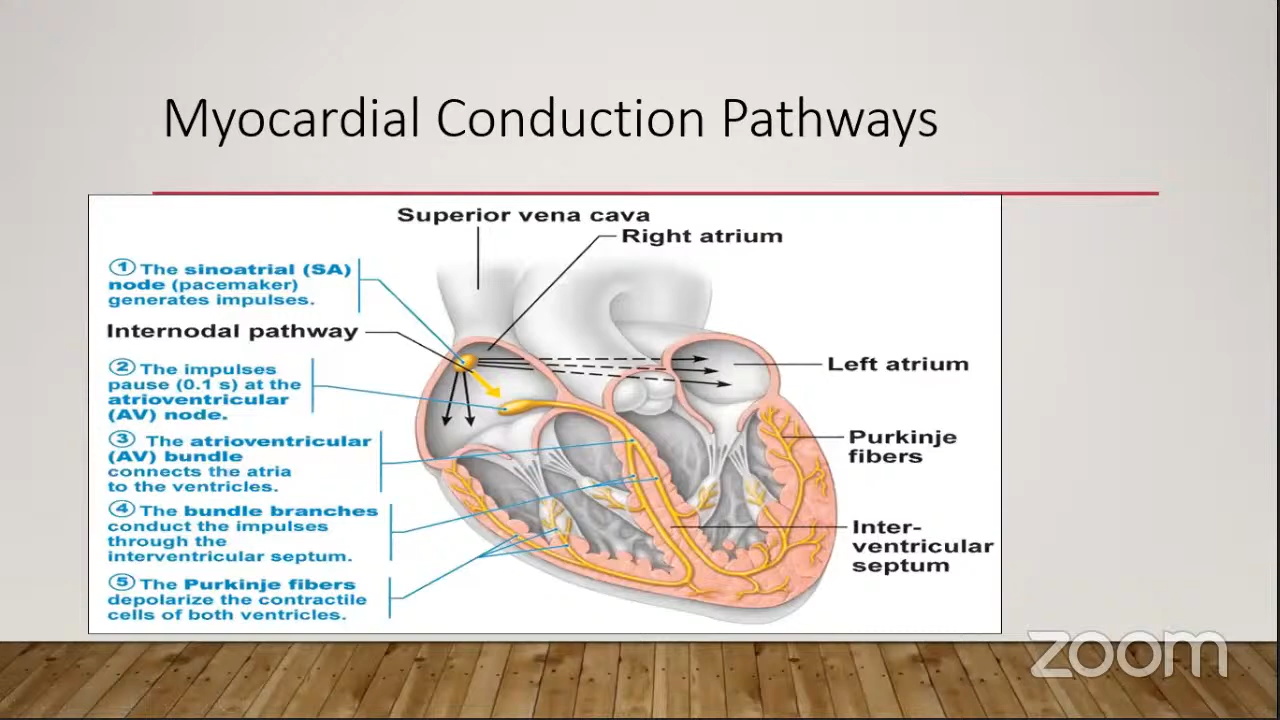 Myocardial Conduction Pathways
Superior vena cava
Right atrium
① The sinoatrial (SA)
node (pacemaker)
generates impulses.
Internodal pathway
② The impulses
pause (0.1 s) at the
atrioventricular
(AV) node.
③ The atrioventricular
(AV) bundle
connects the atria
to the ventricles.
④ The bundle branches
conduct the impulses
through the
interventricular septum.
⑤ The Purkinje fibers
depolarize the contractile
cells of both ventricles.
Left atrium
Purkinje
fibers
Inter-
ventricular
septum
zoom